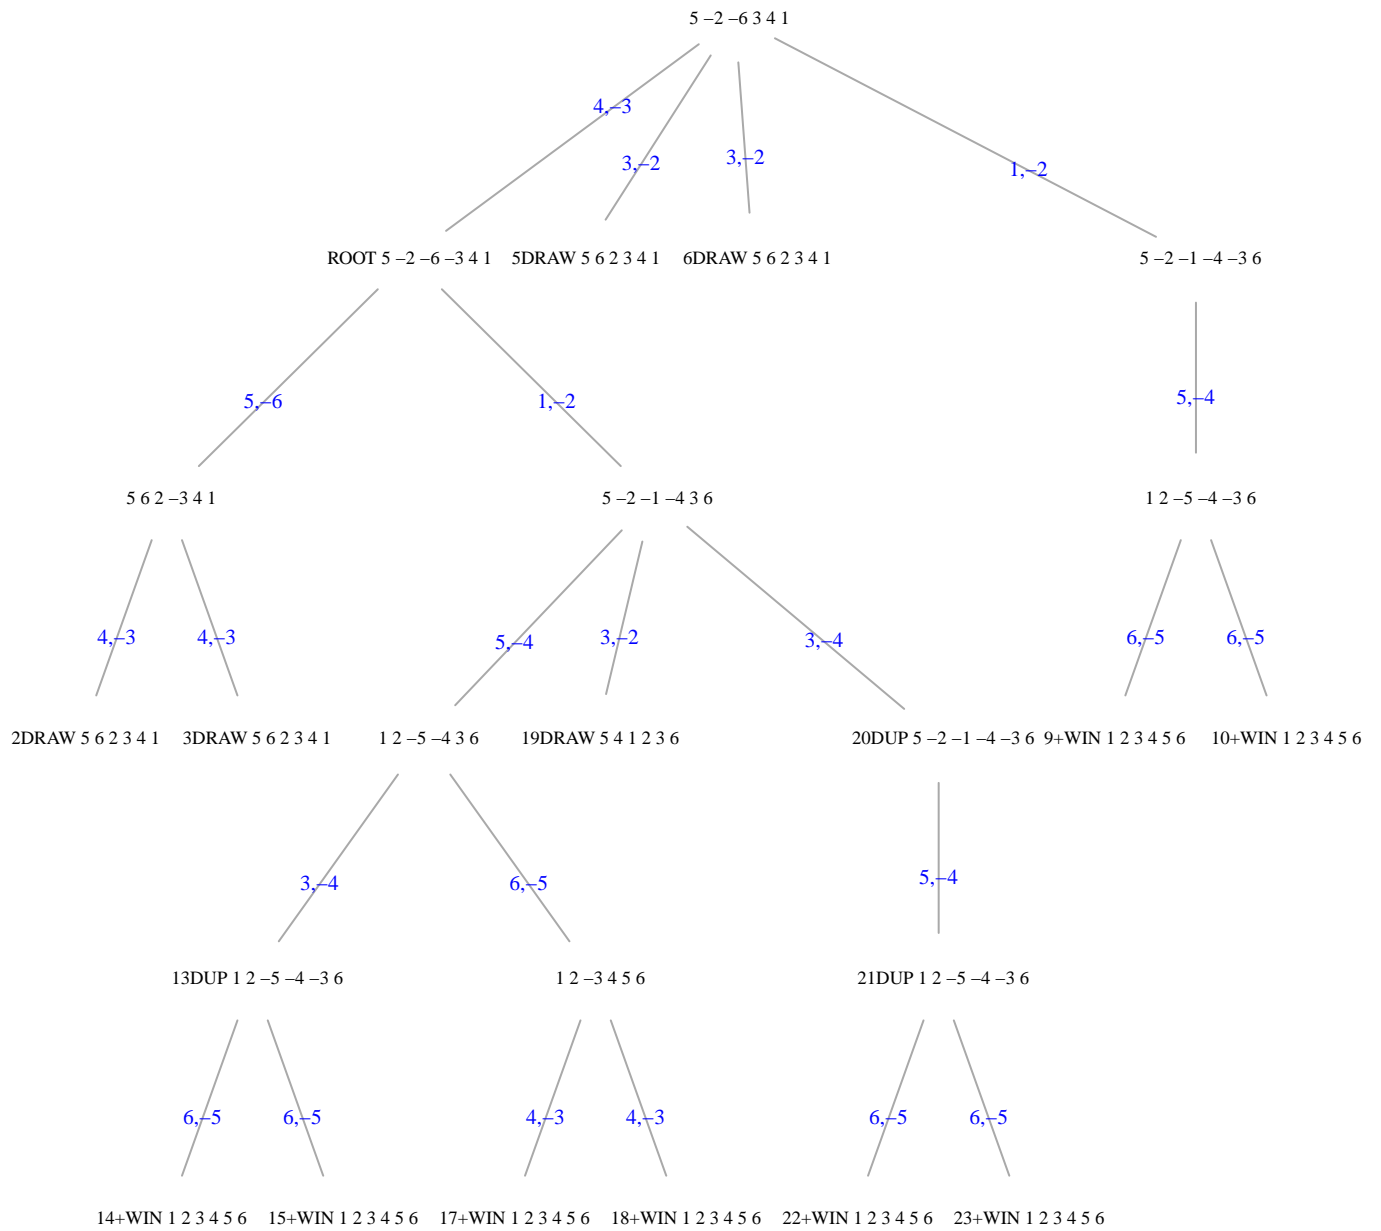 5 –2 –6 3 4 1
4,–3
3,–2
3,–2
1,–2
ROOT 5 –2 –6 –3 4 1
5DRAW 5 6 2 3 4 1
6DRAW 5 6 2 3 4 1
5 –2 –1 –4 –3 6
5,–6
1,–2
5,–4
5 6 2 –3 4 1
5 –2 –1 –4 3 6
1 2 –5 –4 –3 6
4,–3
4,–3
5,–4
3,–2
3,–4
6,–5
6,–5
2DRAW 5 6 2 3 4 1
3DRAW 5 6 2 3 4 1
1 2 –5 –4 3 6
19DRAW 5 4 1 2 3 6
20DUP 5 –2 –1 –4 –3 6
9+WIN 1 2 3 4 5 6
10+WIN 1 2 3 4 5 6
3,–4
6,–5
5,–4
13DUP 1 2 –5 –4 –3 6
1 2 –3 4 5 6
21DUP 1 2 –5 –4 –3 6
6,–5
6,–5
4,–3
4,–3
6,–5
6,–5
14+WIN 1 2 3 4 5 6
15+WIN 1 2 3 4 5 6
17+WIN 1 2 3 4 5 6
18+WIN 1 2 3 4 5 6
22+WIN 1 2 3 4 5 6
23+WIN 1 2 3 4 5 6